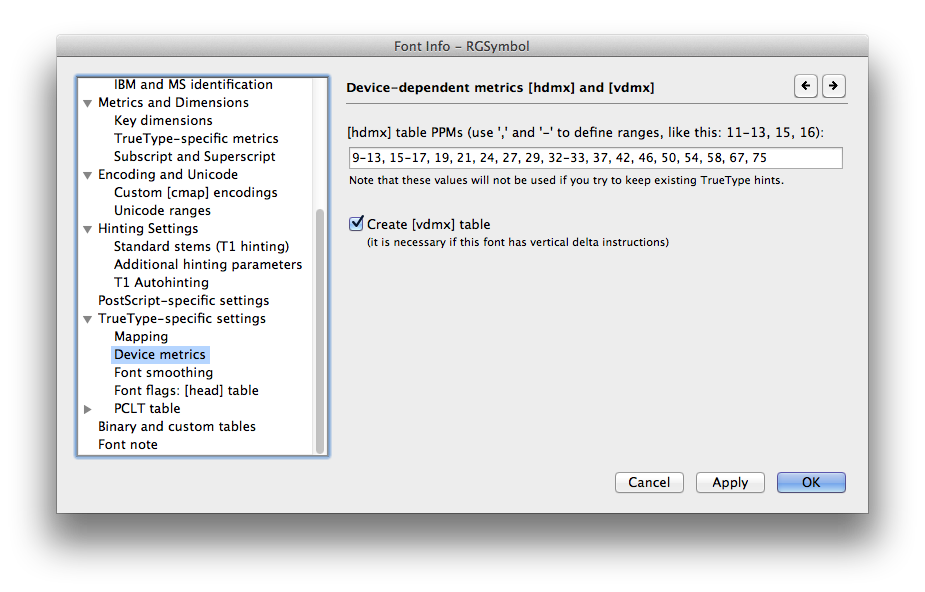 Font Info – RGSymbol
IBM and MS identification
Metrics and Dimensions
Key dimensions
TrueType-specific metrics
Subscript and Superscript
Encoding and Unicode
Custom [cmap] encodings
Unicode ranges
Hinting Settings
Standard stems (T1 hinting)
Additional hinting parameters
T1 Autohinting
PostScript-specific settings
TrueType-specific settings
Mapping
Device metrics
Font smoothing
Font flags: [head] table
PCLT table
Binary and custom tables
Font note
Device-dependent metrics [hdmx] and [vdmx]
[hdmx] table PPMs (use ',' and '-' to define ranges, like this: 11-13, 15, 16):
9-13, 15-17, 19, 21, 24, 27, 29, 32-33, 37, 42, 46, 50, 54, 58, 67, 75
Note that these values will not be used if you try to keep existing TrueType hints.
Create [vdmx] table
(it is necessary if this font has vertical delta instructions)
Cancel
Apply
OK